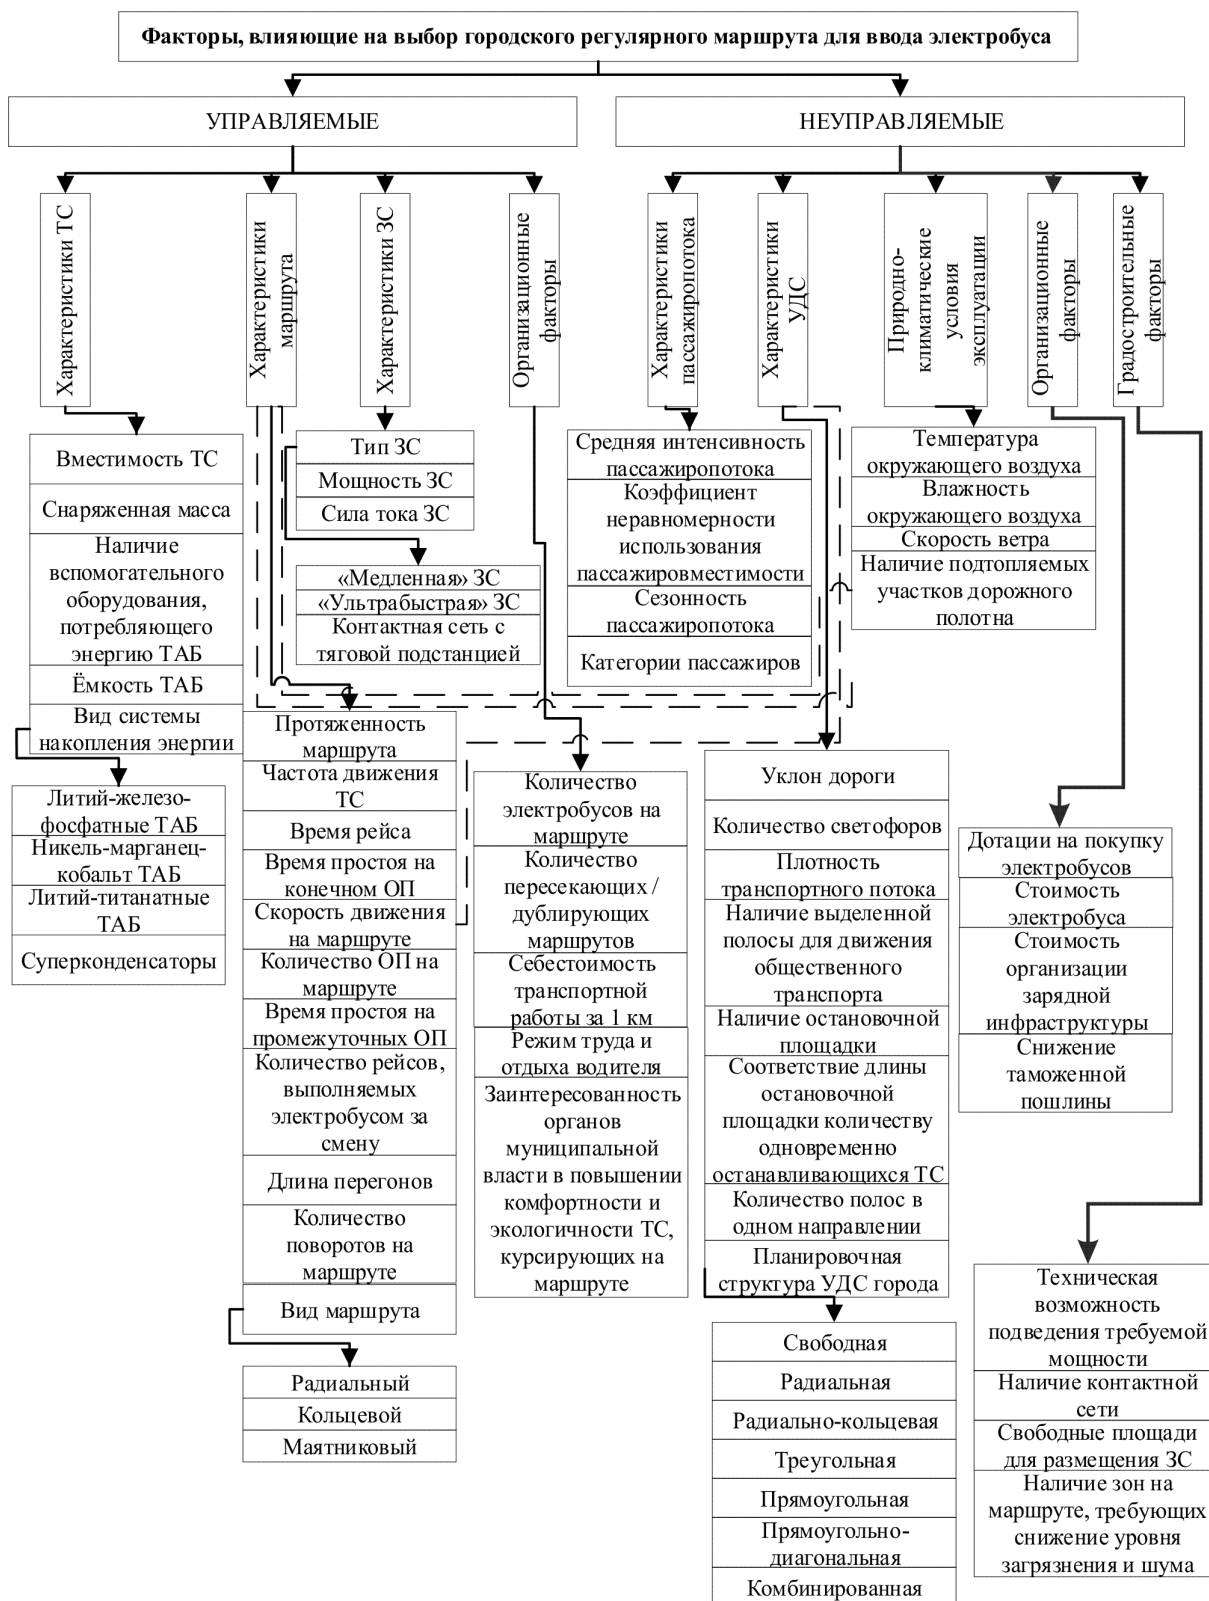 Факторы, влияющие на выбор городского регулярного маршрута для ввода электробуса
УПРАВЛЯЕМЫЕ
НЕУПРАВЛЯЕМЫЕ
Характеристики ТС
Характеристики
маршрута
Характеристики ЗС
Организационные
факторы
Характеристики
пассажиропотока
Характеристики
УДС
Природно-
климатические
условия
эксплуатации
Организационные
факторы
Градостроительные
факторы
Вместимость ТС
Снаряженная масса
Наличие
вспомогательного
оборудования,
потребляющего
энергию ТАБ
Ёмкость ТАБ
Вид системы
накопления энергии
Литий-железо-
фосфатные ТАБ
Никель-марганец-
кобальт ТАБ
Литий-титанатные
ТАБ
Суперконденсаторы
Протяженность
маршрута
Частота движения
ТС
Время рейса
Время простоя на
конечном ОП
Скорость движения
на маршруте
Количество ОП на
маршруте
Время простоя на
промежуточных ОП
Количество рейсов,
выполняемых
электробусом за
смену
Длина перегонов
Количество
поворотов на
маршруте
Вид маршрута
Радиальный
Кольцевой
Маятниковый
Тип ЗС
Мощность ЗС
Сила тока ЗС
«Медленная» ЗС
«Ультрабыстрая» ЗС
Контактная сеть с
тяговой подстанцией
Количество
электробусов на
маршруте
Количество
пересекающих /
дублирующих
маршрутов
Себестоимость
транспортной
работы за 1 км
Режим труда и
отдыха водителя
Заинтересованность
органов
муниципальной
власти в повышении
комфортности и
экологичности ТС,
курсирующих на
маршруте
Средняя интенсивность
пассажиропотока
Коэффициент
неравномерности
использования
пассажировместимости
Сезонность
пассажиропотока
Категории пассажиров
Уклон дороги
Количество светофоров
Плотность
транспортного потока
Наличие выделенной
полосы для движения
общественного
транспорта
Наличие остановочной
площадки
Соответствие длины
остановочной
площадки количеству
одновременно
останавливающихся ТС
Количество полос в
одном направлении
Планировочная
структура УДС города
Свободная
Радиальная
Радиально-кольцевая
Треугольная
Прямоугольная
Прямоугольно-
диагональная
Комбинированная
Температура
окружающего воздуха
Влажность
окружающего воздуха
Скорость ветра
Наличие подтопляемых
участков дорожного
полотна
Дотации на покупку
электробусов
Стоимость
электробуса
Стоимость
организации
зарядной
инфраструктуры
Снижение
таможенной
пошлины
Техническая
возможность
подведения требуемой
мощности
Наличие контактной
сети
Свободные площади
для размещения ЗС
Наличие зон на
маршруте, требующих
снижение уровня
загрязнения и шума